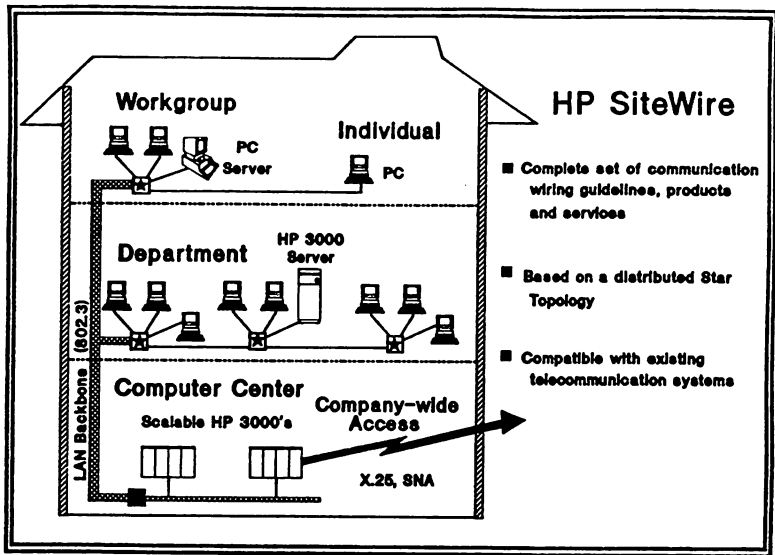 HP SiteWire
Workgroup
PC
Server
Individual
PC
Department
HP 3000
Server
LAN Backbone (802.3)
Computer Center
Scalable HP 3000's
Company-wide
Access
X.25, SNA
■ Complete set of communication
wiring guidelines, products
and services
■ Based on a distributed Star
Topology
■ Compatible with existing
telecommunication systems